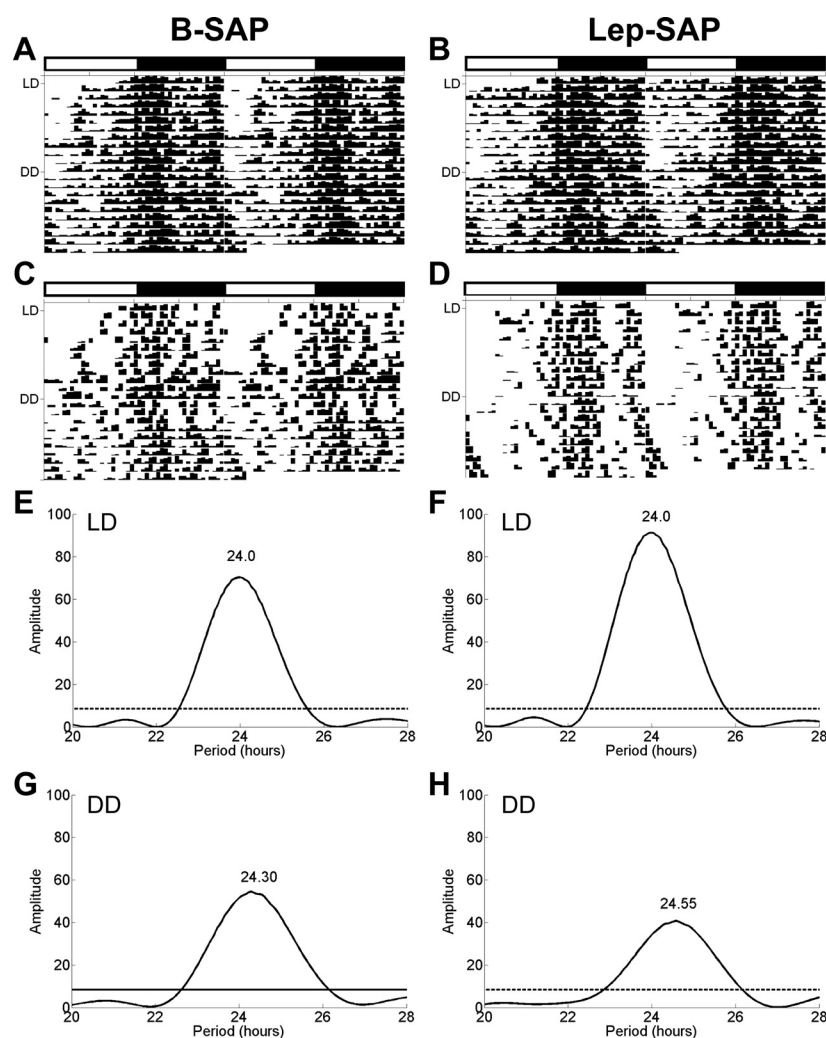 B-SAP
Lep-SAP
A
B
LD
DD
LD
DD
C
D
LD
DD
LD
DD
E
LD
24.0
100
80
60
40
20
0
Amplitude
20 22 24 26 28
Period (hours)
F
LD
24.0
100
80
60
40
20
0
Amplitude
20 22 24 26 28
Period (hours)
G
DD
24.30
100
80
60
40
20
0
Amplitude
20 22 24 26 28
Period (hours)
H
DD
24.55
100
80
60
40
20
0
Amplitude
20 22 24 26 28
Period (hours)